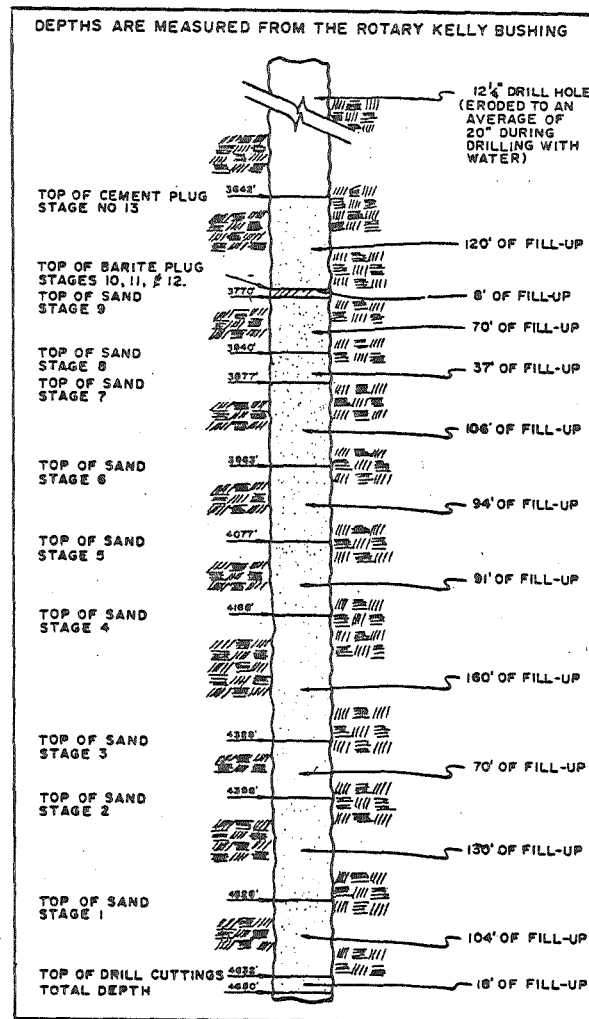 DEPTHS ARE MEASURED FROM THE ROTARY KELLY BUSHING
12¼" DRILL HOLE
(ERODED TO AN
AVERAGE OF
20" DURING
DRILLING WITH
WATER)
TOP OF CEMENT PLUG
STAGE NO 13
3642'
120' OF FILL-UP
TOP OF BARITE PLUG
STAGES 10, 11, & 12.
8' OF FILL-UP
TOP OF SAND
STAGE 9
3770'
70' OF FILL-UP
TOP OF SAND
STAGE 8
3840'
37' OF FILL-UP
TOP OF SAND
STAGE 7
3877'
106' OF FILL-UP
TOP OF SAND
STAGE 6
3983'
94' OF FILL-UP
TOP OF SAND
STAGE 5
4077'
91' OF FILL-UP
TOP OF SAND
STAGE 4
4168'
160' OF FILL-UP
TOP OF SAND
STAGE 3
4328'
70' OF FILL-UP
TOP OF SAND
STAGE 2
4398'
130' OF FILL-UP
TOP OF SAND
STAGE 1
4528'
104' OF FILL-UP
TOP OF DRILL CUTTINGS
4632'
18' OF FILL-UP
TOTAL DEPTH
4650'